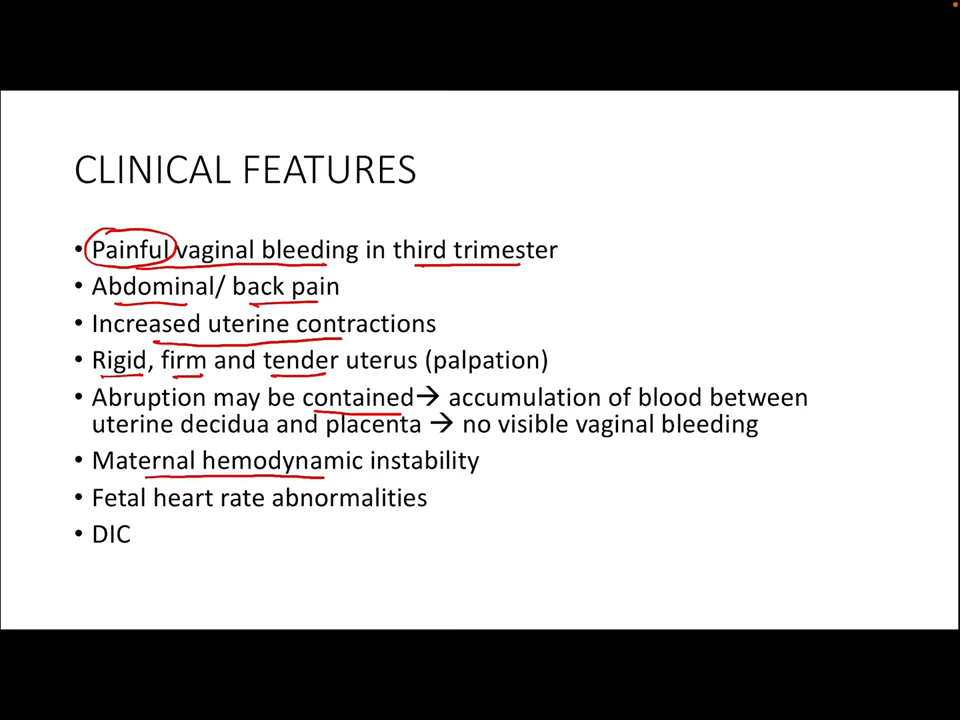 CLINICAL FEATURES
• Painful vaginal bleeding in third trimester
• Abdominal/ back pain
• Increased uterine contractions
• Rigid, firm and tender uterus (palpation)
• Abruption may be contained→ accumulation of blood between
uterine decidua and placenta → no visible vaginal bleeding
• Maternal hemodynamic instability
• Fetal heart rate abnormalities
• DIC